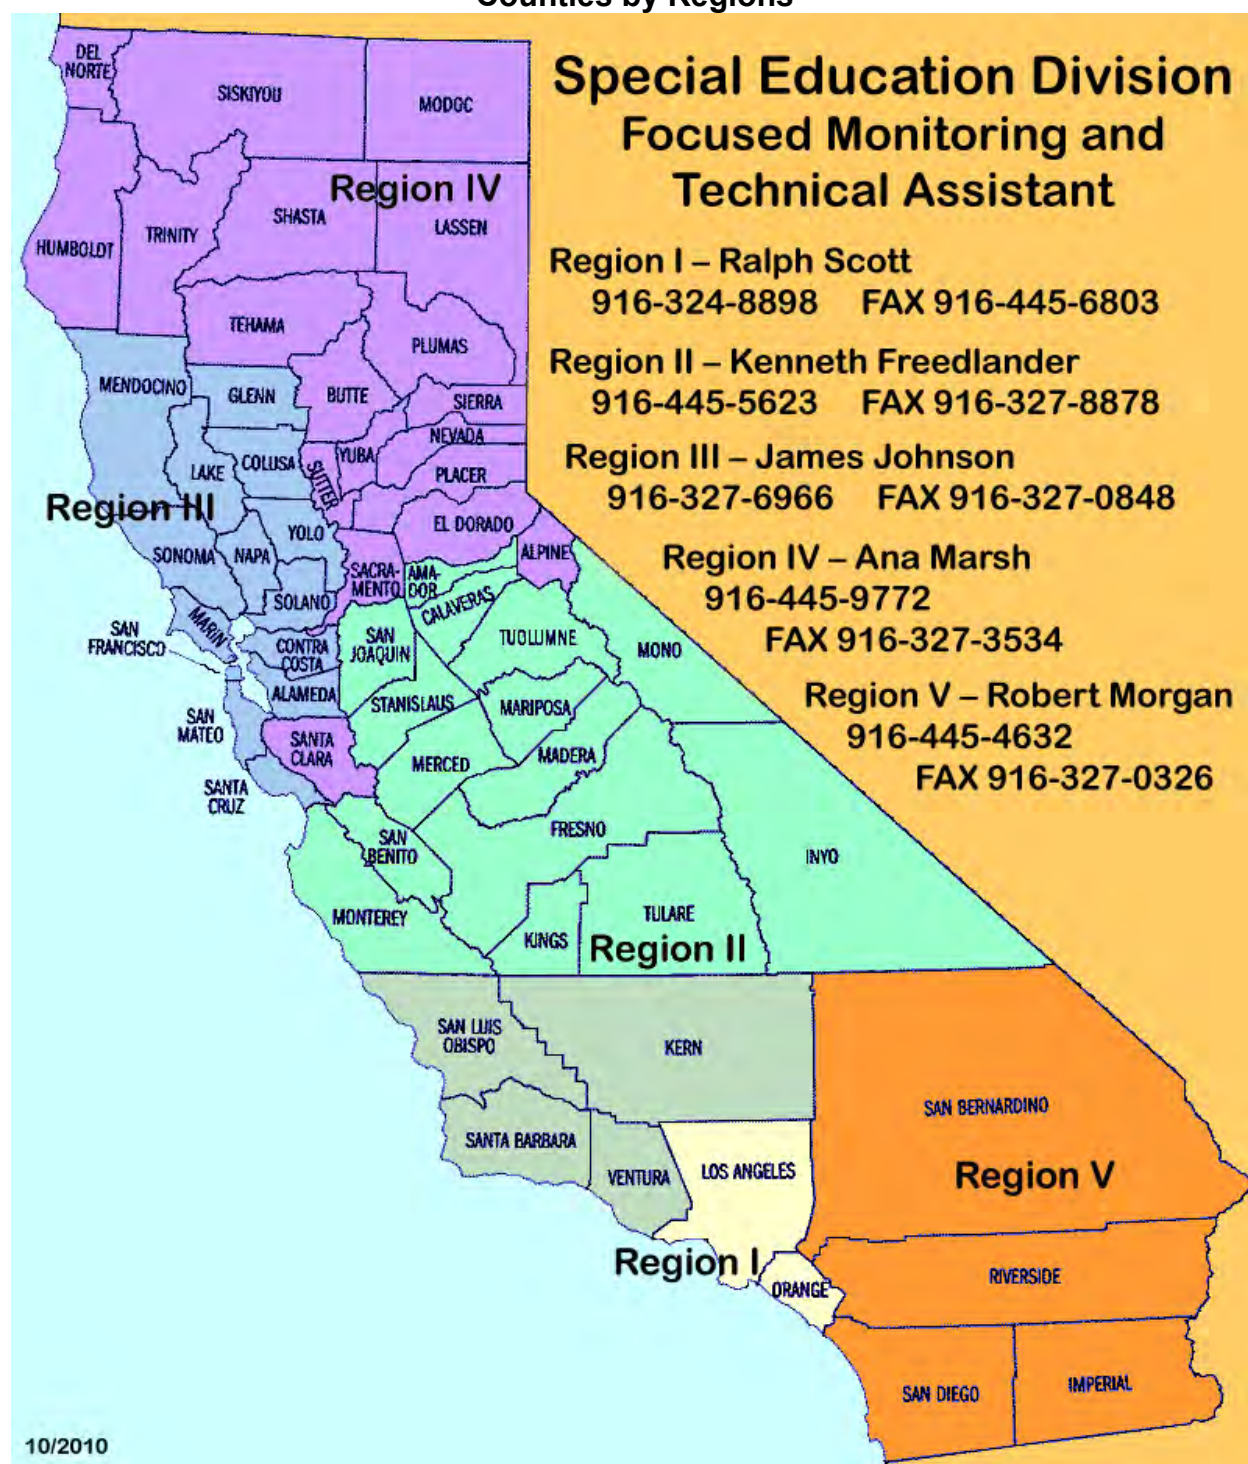 Counties by Regions
Special Education Division
Focused Monitoring and
Technical Assistant
Region I – Ralph Scott
916-324-8898 FAX 916-445-6803
Region II – Kenneth Freedlander
916-445-5623 FAX 916-327-8878
Region III – James Johnson
916-327-6966 FAX 916-327-0848
Region IV – Ana Marsh
916-445-9772
FAX 916-327-3534
Region V – Robert Morgan
916-445-4632
FAX 916-327-0326
DEL
NORTE
SISKIYOU
MODOC
Region IV
HUMBOLDT
TRINITY
SHASTA
LASSEN
TEHAMA
PLUMAS
MENDOCINO
GLENN
BUTTE
SIERRA
NEVADA
LAKE
COLUSA
SUTTER
YUBA
PLACER
Region III
SONOMA
NAPA
YOLO
EL DORADO
ALPINE
SACRA-
MENTO
AMA-
DOR
SOLANO
CALAVERAS
MARIN
SAN
FRANCISCO
CONTRA
COSTA
SAN
JOAQUIN
TUOLUMNE
MONO
ALAMEDA
STANISLAUS
MARIPOSA
SAN
MATEO
SANTA
CLARA
MERCED
MADERA
SANTA
CRUZ
FRESNO
SAN
BENITO
INYO
MONTEREY
KINGS
TULARE
Region II
SAN LUIS
OBISPO
KERN
SAN BERNARDINO
SANTA BARBARA
VENTURA
LOS ANGELES
Region V
Region I
ORANGE
RIVERSIDE
SAN DIEGO
IMPERIAL
10/2010